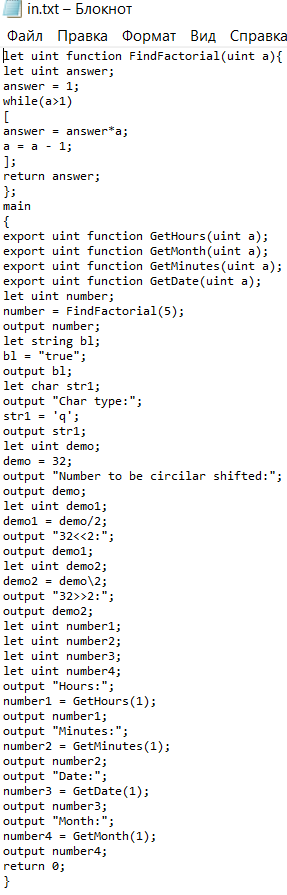 in.txt – Блокнот
Файл Правка Формат Вид Справка
let uint function FindFactorial(uint a){
let uint answer;
answer = 1;
while(a>1)
[
answer = answer*a;
a = a - 1;
];
return answer;
};
main
{
export uint function GetHours(uint a);
export uint function GetMonth(uint a);
export uint function GetMinutes(uint a);
export uint function GetDate(uint a);
let uint number;
number = FindFactorial(5);
output number;
let string bl;
bl = "true";
output bl;
let char str1;
output "Char type:";
str1 = 'q';
output str1;
let uint demo;
demo = 32;
output "Number to be circilar shifted:";
output demo;
let uint demo1;
demo1 = demo/2;
output "32<<2:";
output demo1;
let uint demo2;
demo2 = demo\2;
output "32>>2:";
output demo2;
let uint number1;
let uint number2;
let uint number3;
let uint number4;
output "Hours:";
number1 = GetHours(1);
output number1;
output "Minutes:";
number2 = GetMinutes(1);
output number2;
output "Date:";
number3 = GetDate(1);
output number3;
output "Month:";
number4 = GetMonth(1);
output number4;
return 0;
}